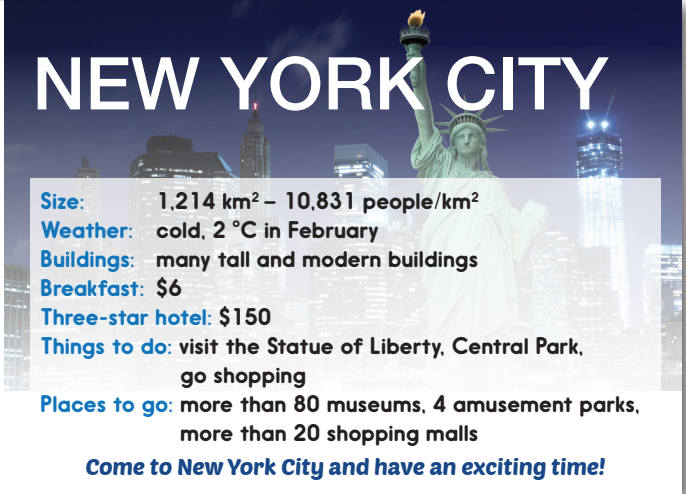 NEW YORK CITY
Size: 1,214 km² – 10,831 people/km²
Weather: cold, 2 °C in February
Buildings: many tall and modern buildings
Breakfast: $6
Three-star hotel: $150
Things to do: visit the Statue of Liberty, Central Park,
go shopping
Places to go: more than 80 museums, 4 amusement parks,
more than 20 shopping malls
Come to New York City and have an exciting time!